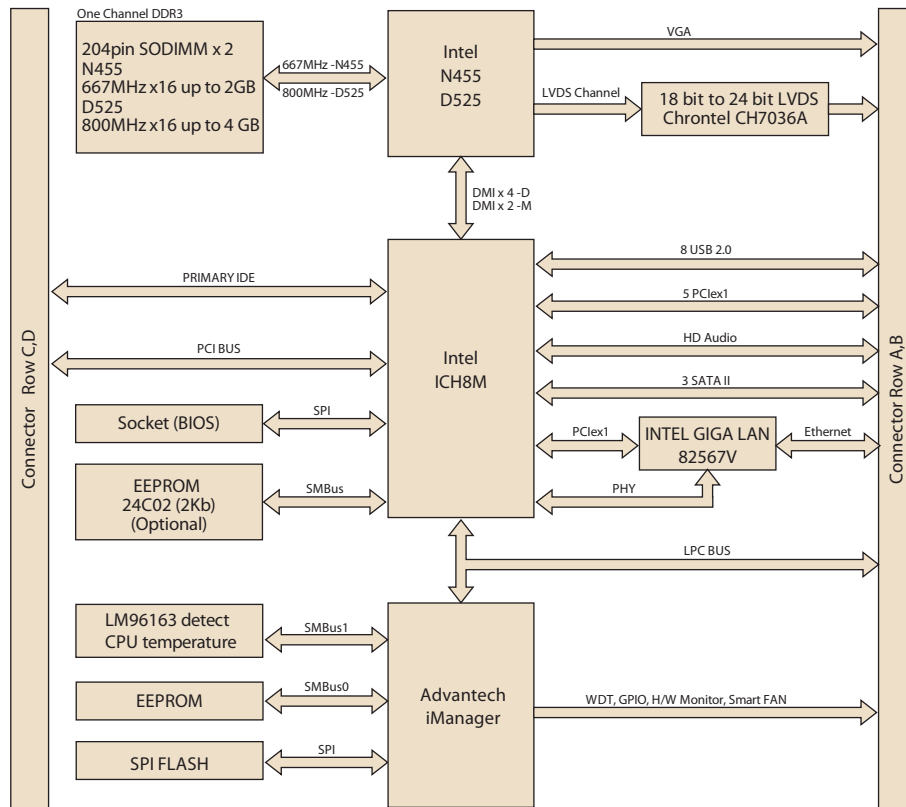 One Channel DDR3
204pin SODIMM x 2
N455
667MHz x16 up to 2GB
D525
800MHz x16 up to 4 GB
667MHz -N455
800MHz -D525
Intel
N455
D525
VGA
LVDS Channel
18 bit to 24 bit LVDS
Chrontel CH7036A
DMI x 4 -D
DMI x 2 -M
Connector Row C,D
Connector Row A,B
PRIMARY IDE
PCI BUS
Socket (BIOS)
SPI
EEPROM
24C02 (2Kb)
(Optional)
SMBus
Intel
ICH8M
8 USB 2.0
5 PCIex1
HD Audio
3 SATA II
PCIex1
INTEL GIGA LAN
82567V
Ethernet
PHY
LPC BUS
LM96163 detect
CPU temperature
SMBus1
EEPROM
SMBus0
SPI FLASH
SPI
Advantech
iManager
WDT, GPIO, H/W Monitor, Smart FAN